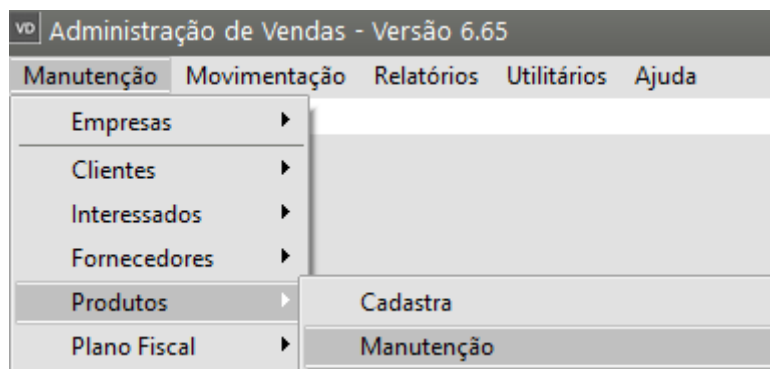 VD Administração de Vendas - Versão 6.65
Manutenção Movimentação Relatórios Utilitários Ajuda
Empresas
Clientes
Interessados
Fornecedores
Produtos Cadastra
Plano Fiscal Manutenção